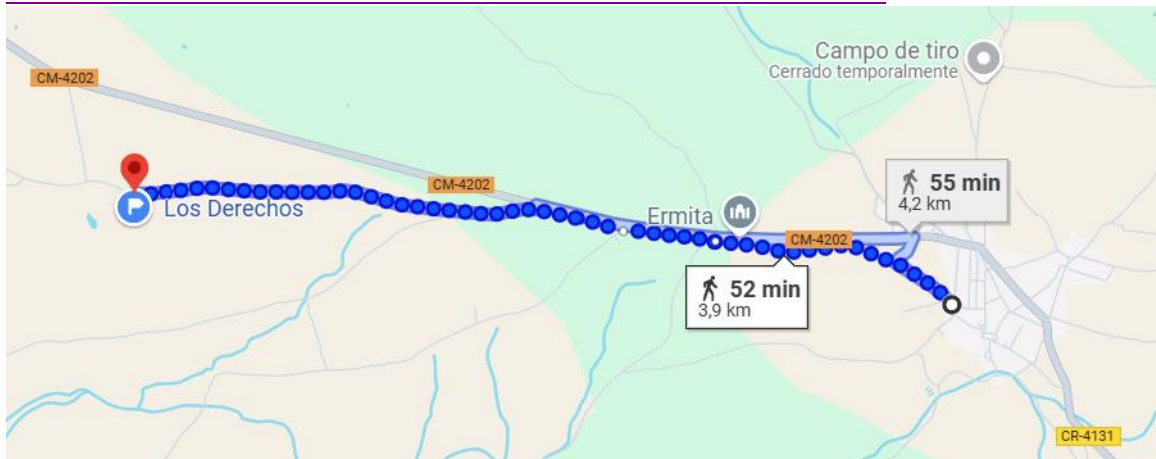 CM-4202
Campo de tiro
Cerrado temporalmente
CM-4202
55 min
4,2 km
Los Derechos
Ermita
CM-4202
52 min
3,9 km
CR-4131